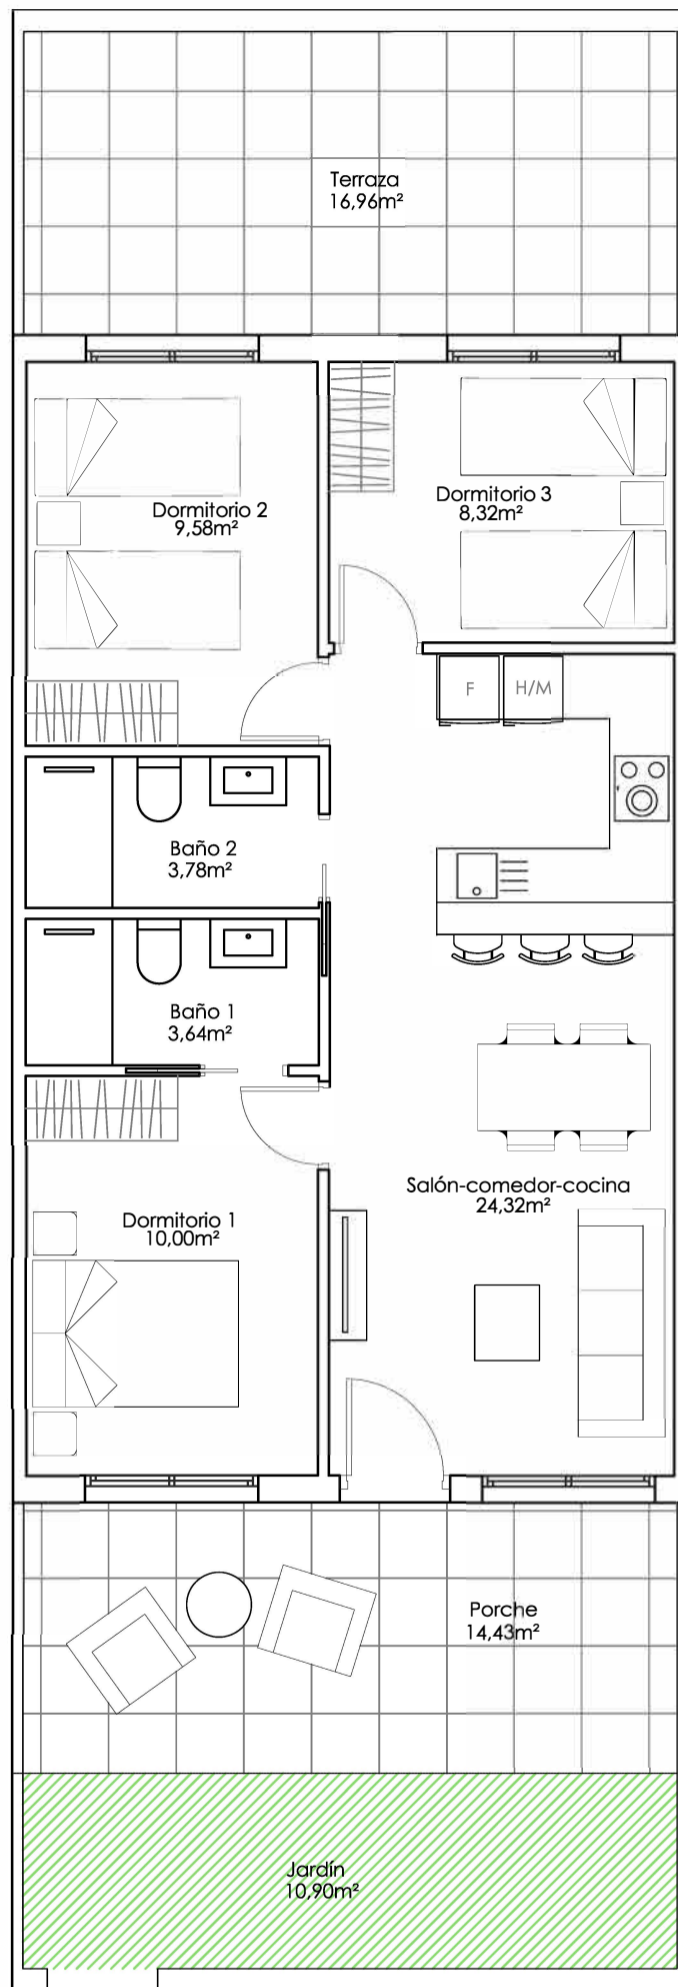 Terraza
16,96m²
Dormitorio 2
9,58m²
Dormitorio 3
8,32m²
F
H/M
Baño 2
3,78m²
Baño 1
3,64m²
Salón-comedor-cocina
24,32m²
Dormitorio 1
10,00m²
Porche
14,43m²
Jardín
10,90m²